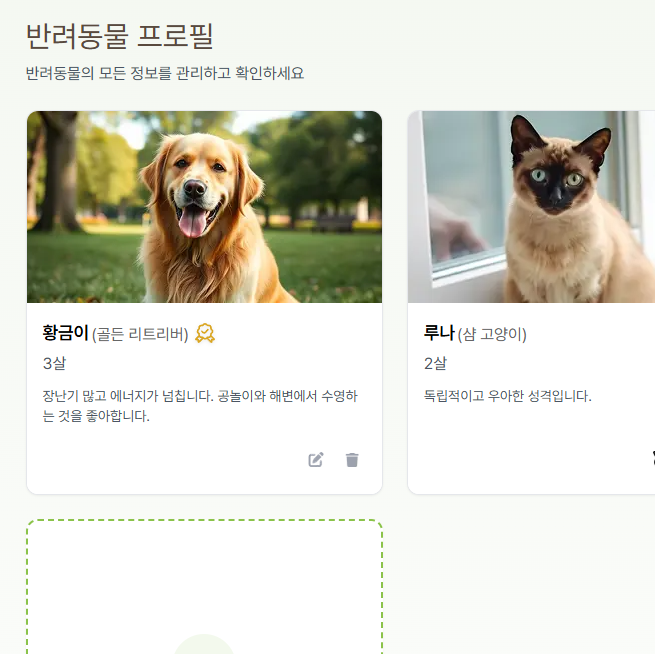 반려동물 프로필
반려동물의 모든 정보를 관리하고 확인하세요
황금이 (골든 리트리버)
3살
장난기 많고 에너지가 넘칩니다. 공놀이와 해변에서 수영하
는 것을 좋아합니다.
루나 (샴 고양이)
2살
독립적이고 우아한 성격입니다.